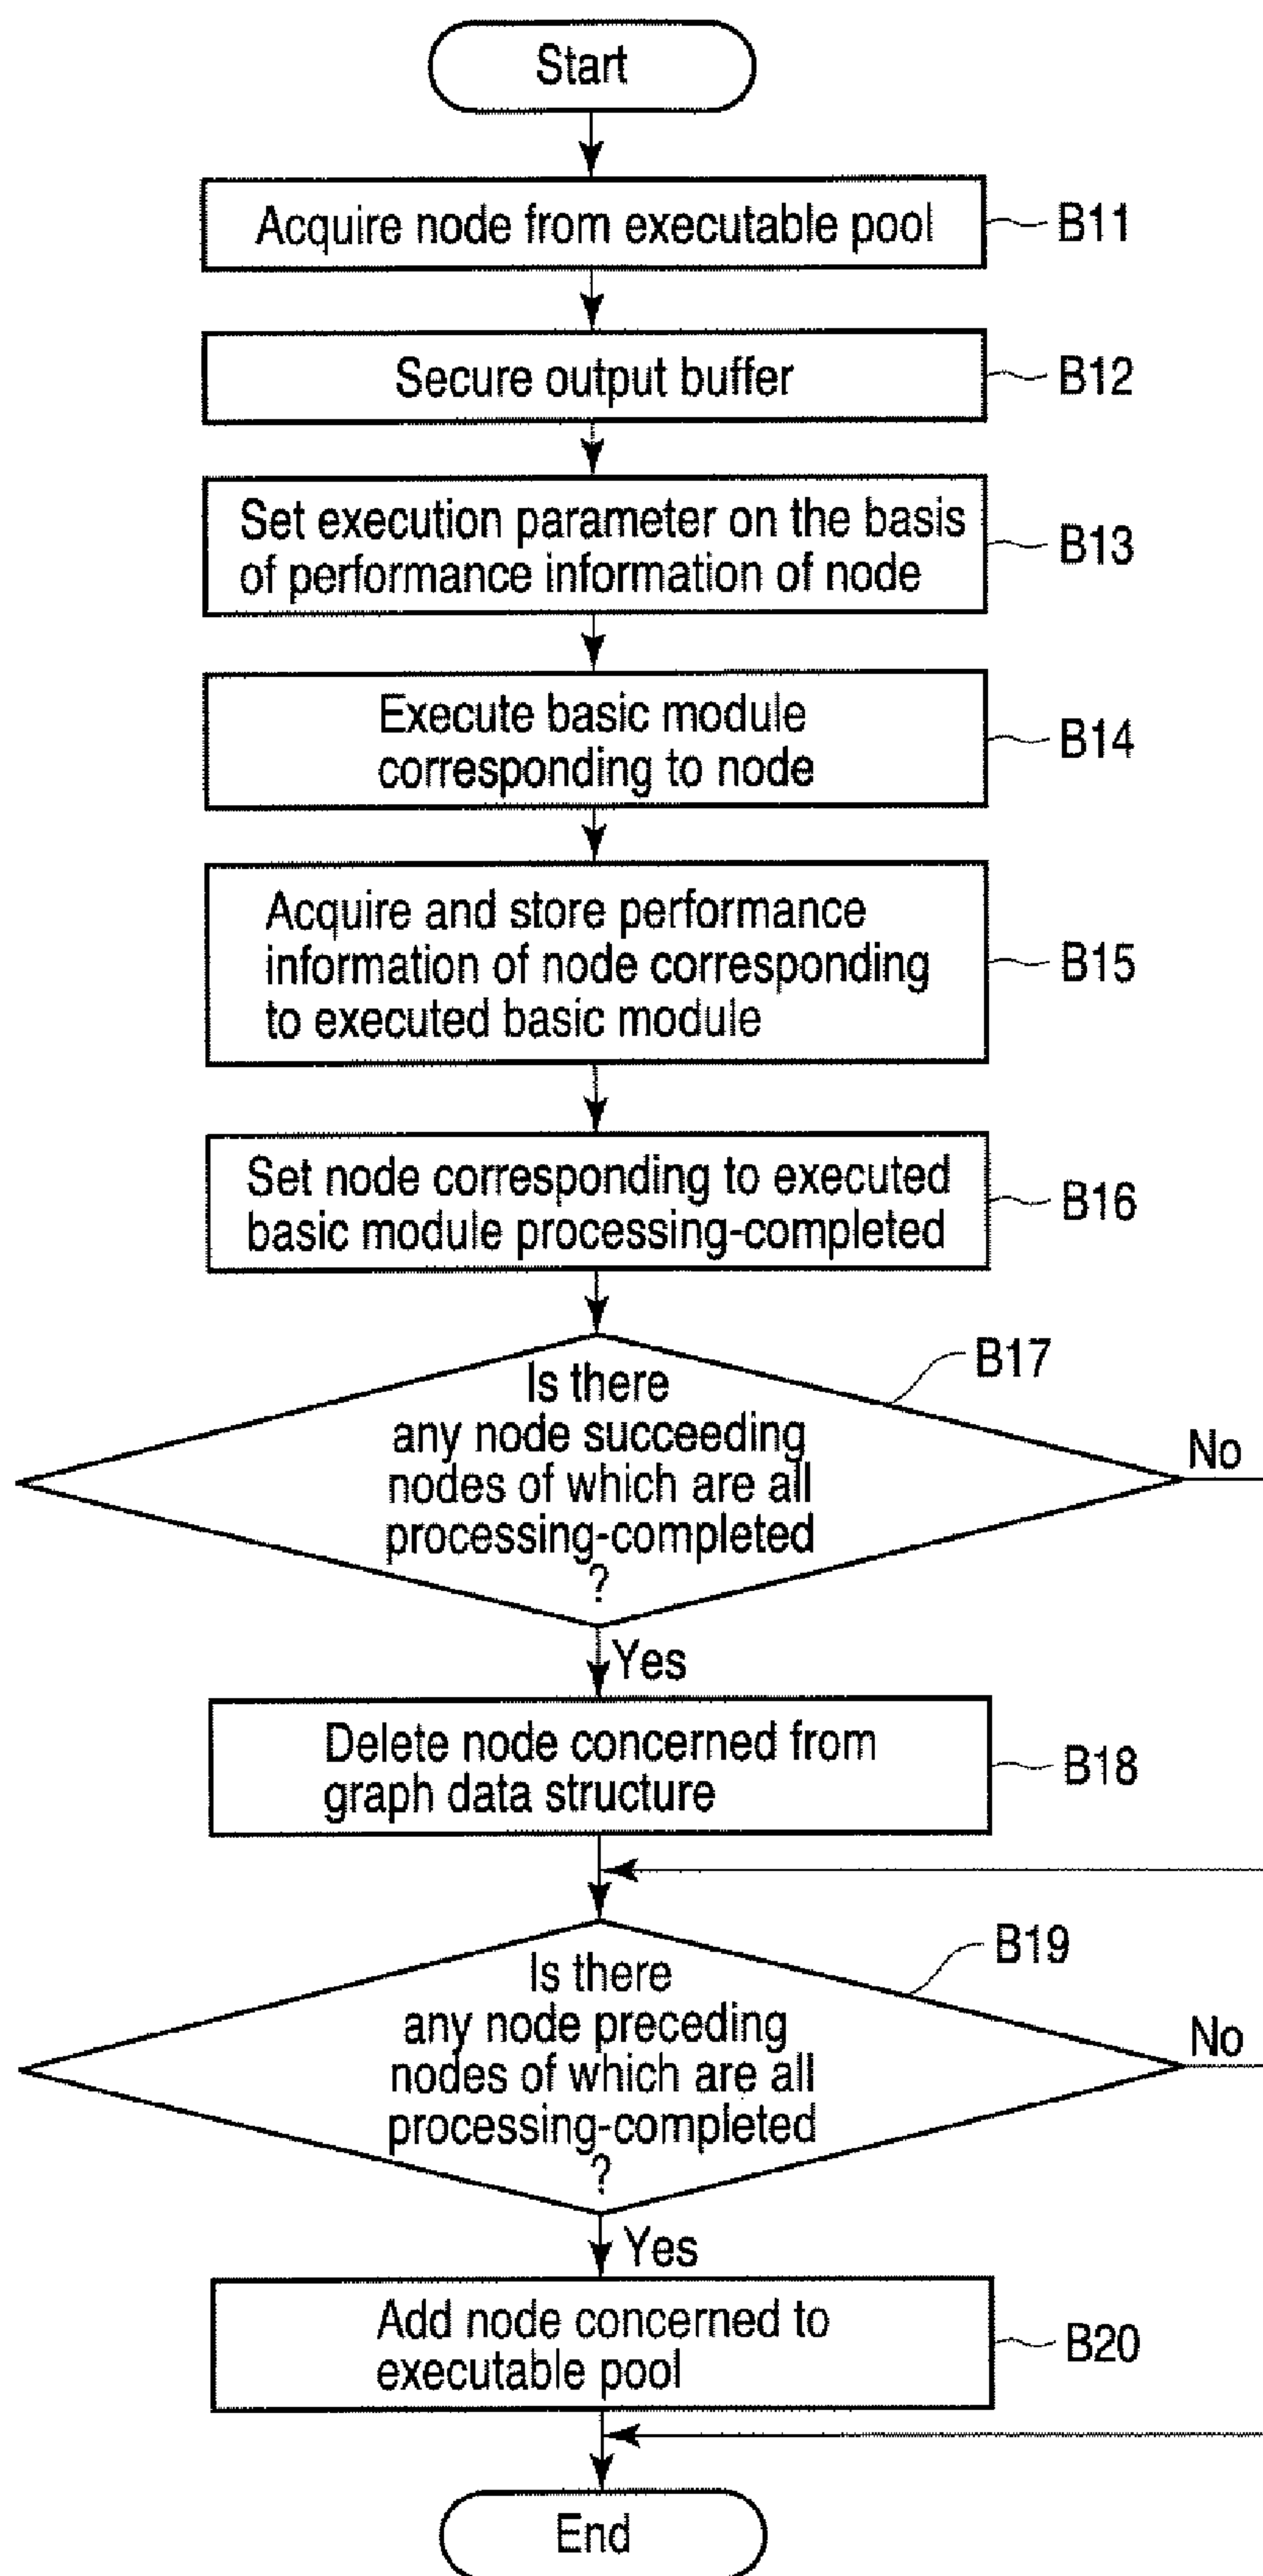 Start
Acquire node from executable pool
B11
Secure output buffer
B12
Set execution parameter on the basis
of performance information of node
B13
Execute basic module
corresponding to node
B14
Acquire and store performance
information of node corresponding
to executed basic module
B15
Set node corresponding to executed
basic module processing-completed
B16
B17
Is there
any node succeeding
nodes of which are all
processing-completed
?
No
Yes
Delete node concerned from
graph data structure
B18
B19
Is there
any node preceding
nodes of which are all
processing-completed
?
No
Yes
Add node concerned to
executable pool
B20
End